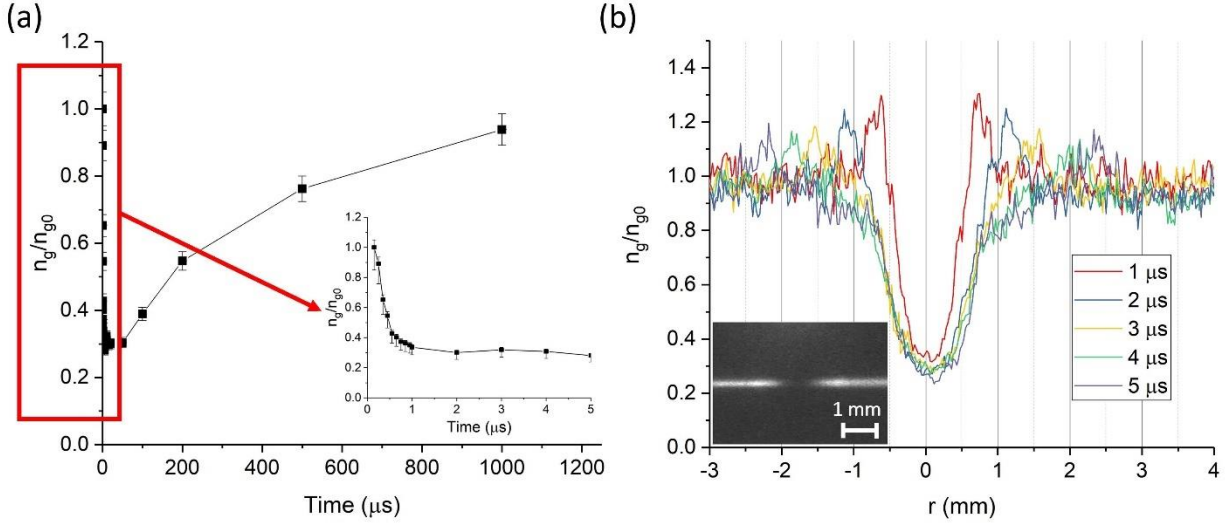 (a)
1.2
1.0
0.8
0.6
0.4
0.2
0.0
n_g/n_g0
0 200 400 600 800 1000 1200
Time (μs)
1.0
0.8
0.6
0.4
0.2
0.0
n_g/n_g0
0 1 2 3 4 5
Time (μs)
(b)
1.4
1.2
1.0
0.8
0.6
0.4
0.2
0.0
n_g/n_g0
1 μs
2 μs
3 μs
4 μs
5 μs
1 mm
-3 -2 -1 0 1 2 3 4
r (mm)